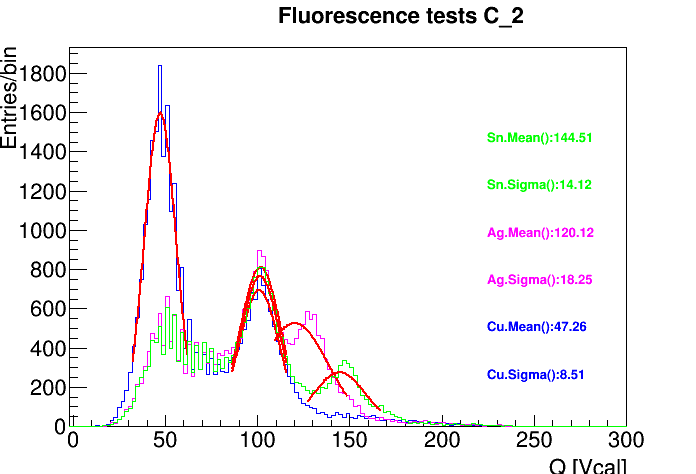 Fluorescence tests C_2
Entries/bin
1800
1600
1400
1200
1000
800
600
400
200
0
0 50 100 150 200 250 300
Q [Vcal]
Sn.Mean():144.51
Sn.Sigma():14.12
Ag.Mean():120.12
Ag.Sigma():18.25
Cu.Mean():47.26
Cu.Sigma():8.51